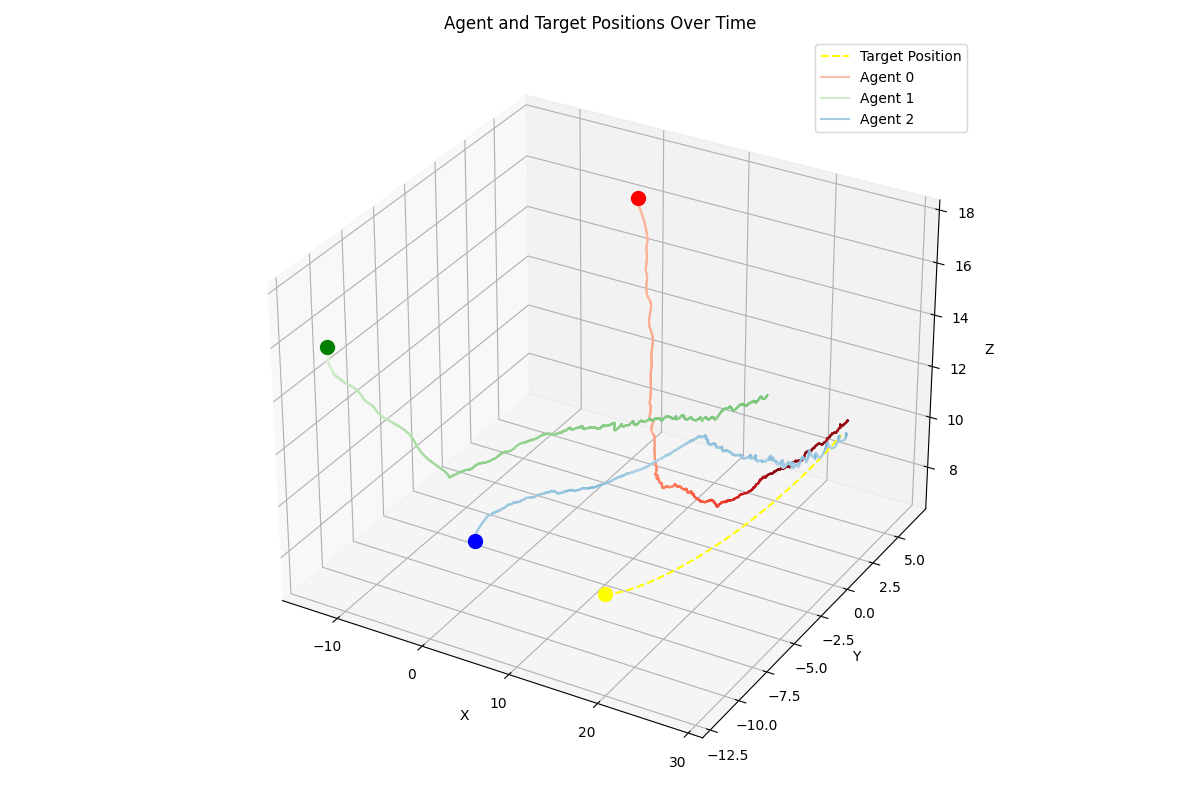 Agent and Target Positions Over Time
Target Position
Agent 0
Agent 1
Agent 2
18
16
14
12
10
8
Z
5.0
2.5
0.0
−2.5
−5.0
−7.5
−10.0
−12.5
Y
−10
0
10
20
30
X